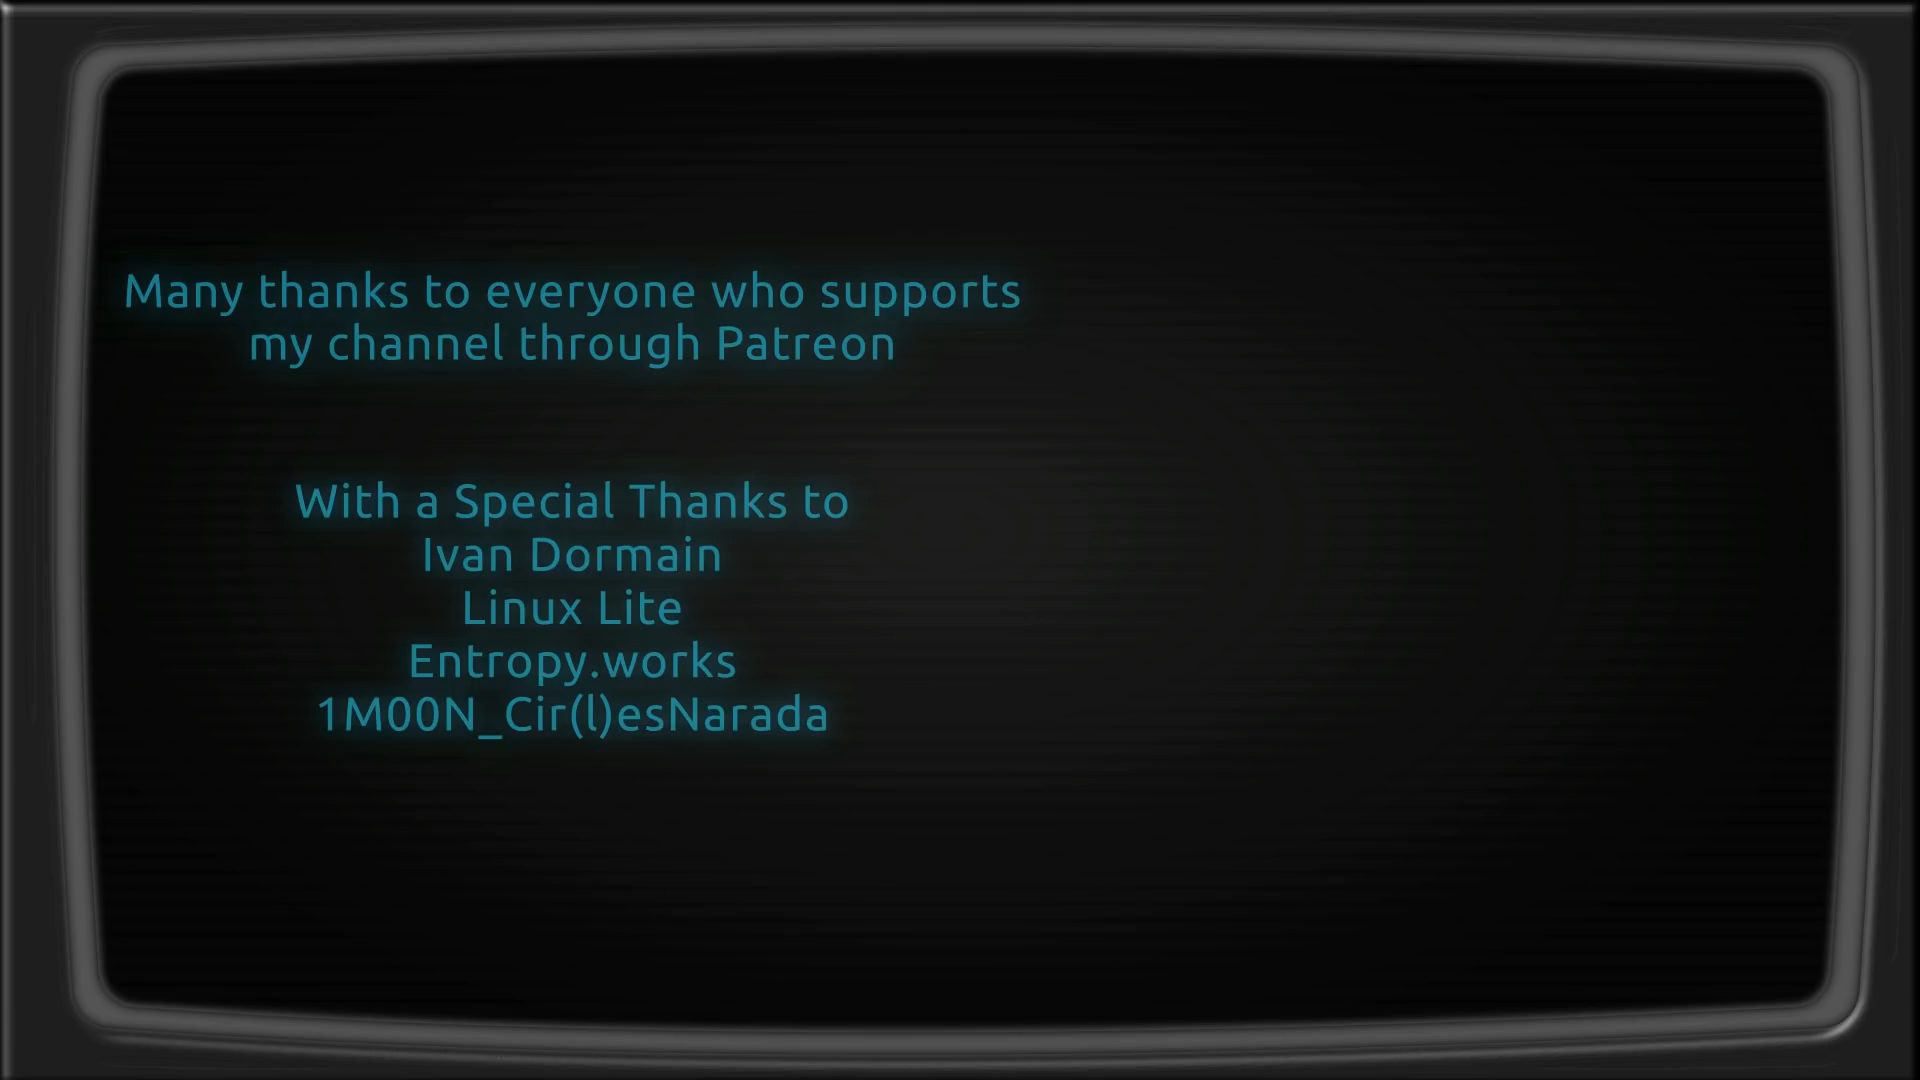 Many thanks to everyone who supports
my channel through Patreon
With a Special Thanks to
Ivan Dormain
Linux Lite
Entropy.works
1M00N_Cir(l)esNarada